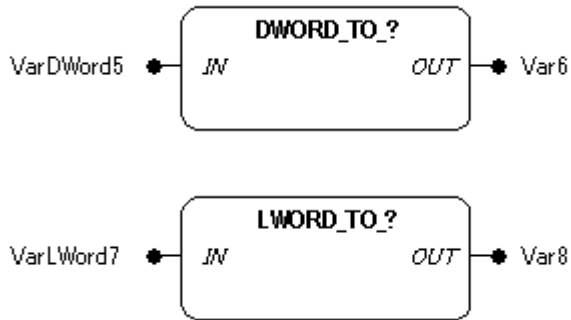 DWORD_TO_?
VarDWord5 IN OUT Var6
LWORD_TO_?
VarLWord7 IN OUT Var8